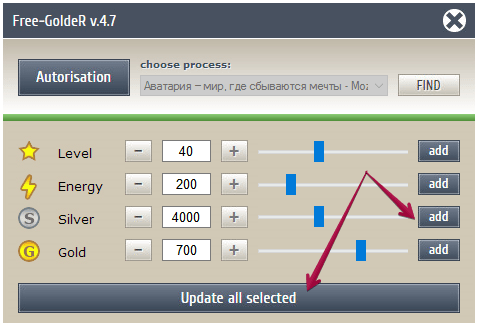 Free-GoldeR v.4.7
Autorisation
choose process:
Аватария – мир, где сбываются мечты - Moz
FIND
Level - 40 + add
Energy - 200 + add
S Silver - 4000 + add
G Gold - 700 + add
Update all selected